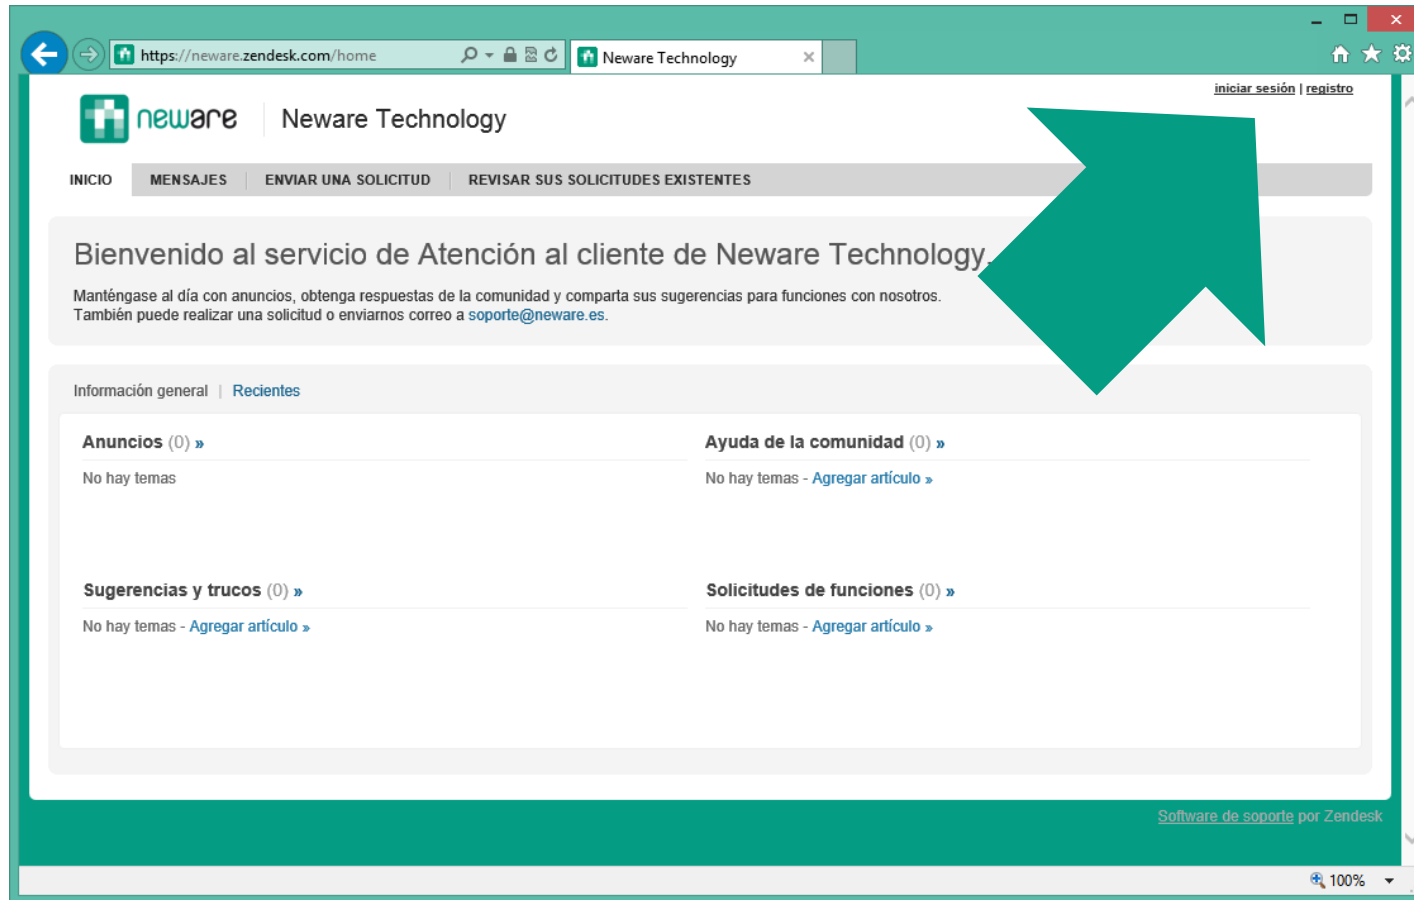 https://neware.zendesk.com/home
Neware Technology
iniciar sesión | registro
neware
Neware Technology
INICIO
MENSAJES
ENVIAR UNA SOLICITUD
REVISAR SUS SOLICITUDES EXISTENTES
Bienvenido al servicio de Atención al cliente de Neware Technology.
Manténgase al día con anuncios, obtenga respuestas de la comunidad y comparta sus sugerencias para funciones con nosotros.
También puede realizar una solicitud o enviarnos correo a soporte@neware.es.
Información general | Recientes
Anuncios (0) »
No hay temas
Ayuda de la comunidad (0) »
No hay temas - Agregar artículo »
Sugerencias y trucos (0) »
No hay temas - Agregar artículo »
Solicitudes de funciones (0) »
No hay temas - Agregar artículo »
Software de soporte por Zendesk
100%